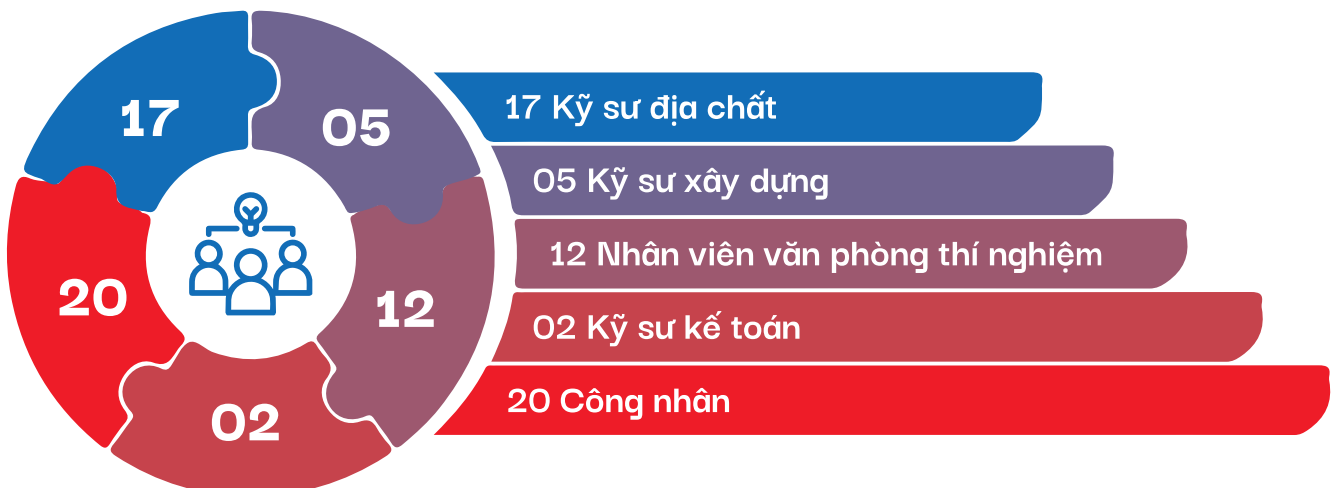 17
05
12
02
20
17 Kỹ sư địa chất
05 Kỹ sư xây dựng
12 Nhân viên văn phòng thí nghiệm
02 Kỹ sư kế toán
20 Công nhân